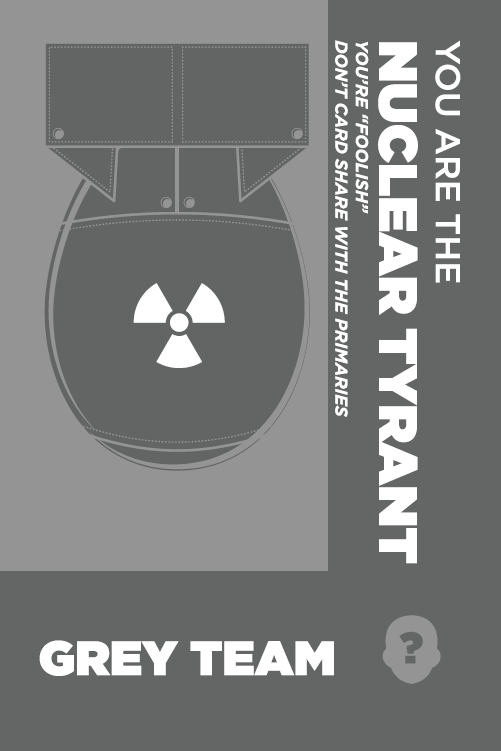 YOU ARE THE
NUCLEAR TYRANT
YOU'RE "FOOLISH"
DON'T CARD SHARE WITH THE PRIMARIES
GREY TEAM
?